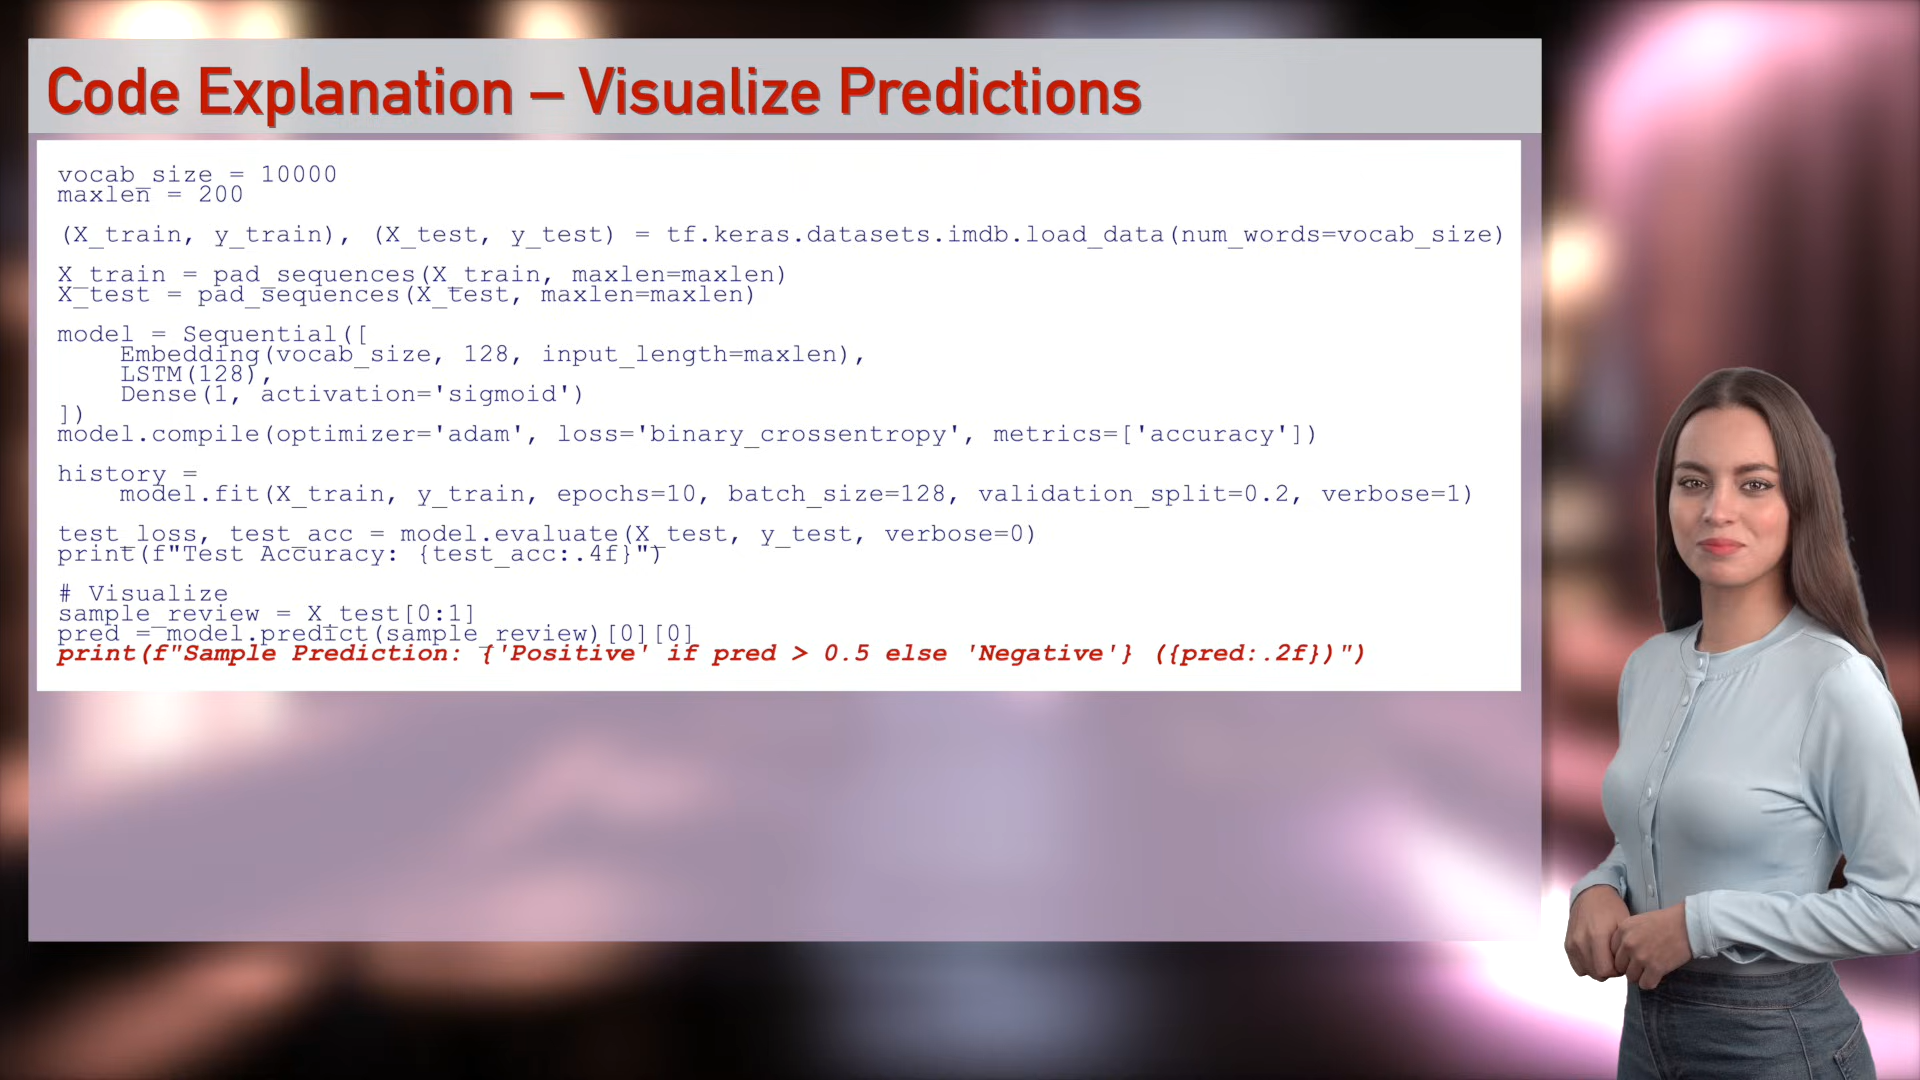 Code Explanation – Visualize Predictions
vocab_size = 10000
maxlen = 200
(X_train, y_train), (X_test, y_test) = tf.keras.datasets.imdb.load_data(num_words=vocab_size)
X_train = pad_sequences(X_train, maxlen=maxlen)
X_test = pad_sequences(X_test, maxlen=maxlen)
model = Sequential([
    Embedding(vocab_size, 128, input_length=maxlen),
    LSTM(128),
    Dense(1, activation='sigmoid')
])
model.compile(optimizer='adam', loss='binary_crossentropy', metrics=['accuracy'])
history =
    model.fit(X_train, y_train, epochs=10, batch_size=128, validation_split=0.2, verbose=1)
test_loss, test_acc = model.evaluate(X_test, y_test, verbose=0)
print(f"Test Accuracy: {test_acc:.4f}")
# Visualize
sample_review = X_test[0:1]
pred = model.predict(sample_review)[0][0]
print(f"Sample Prediction: {'Positive' if pred > 0.5 else 'Negative'} ({pred:.2f})")